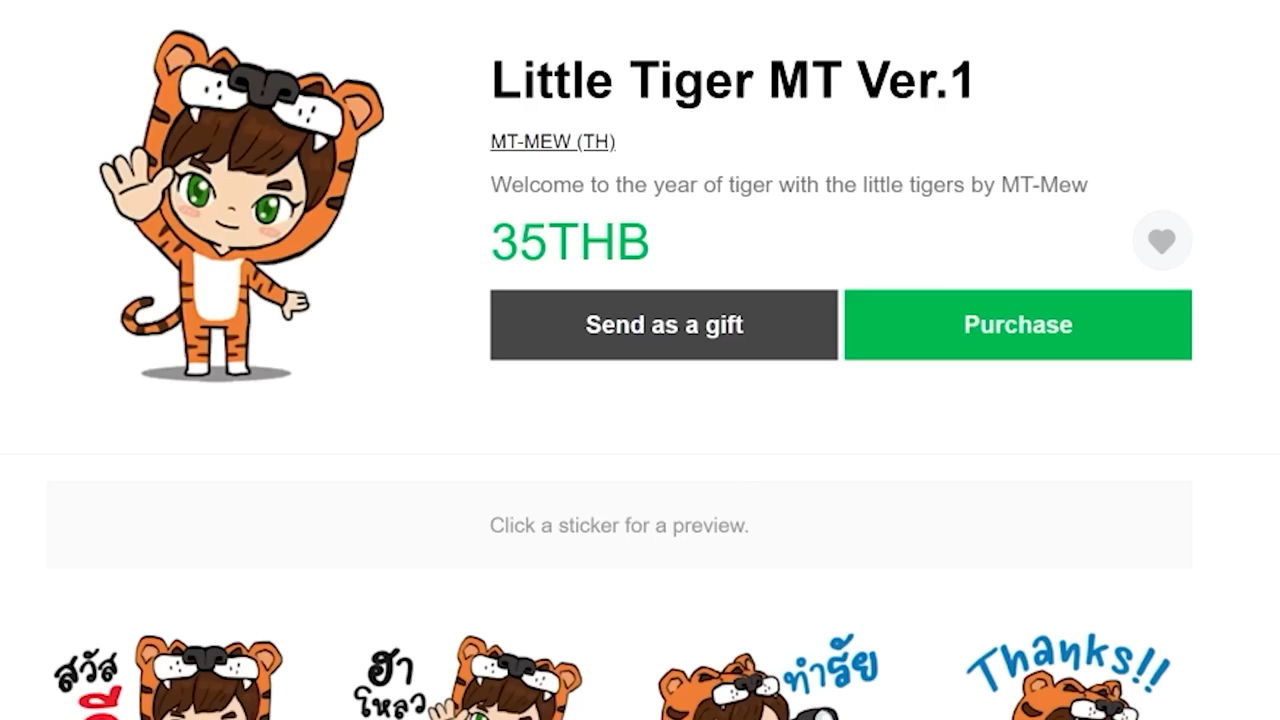 Little Tiger MT Ver.1
MT-MEW (TH)
Welcome to the year of tiger with the little tigers by MT-Mew
35THB
Send as a gift
Purchase
Click a sticker for a preview.
สวัส
ดี
ฮา
โหลว
ทำรัย
Thanks!!